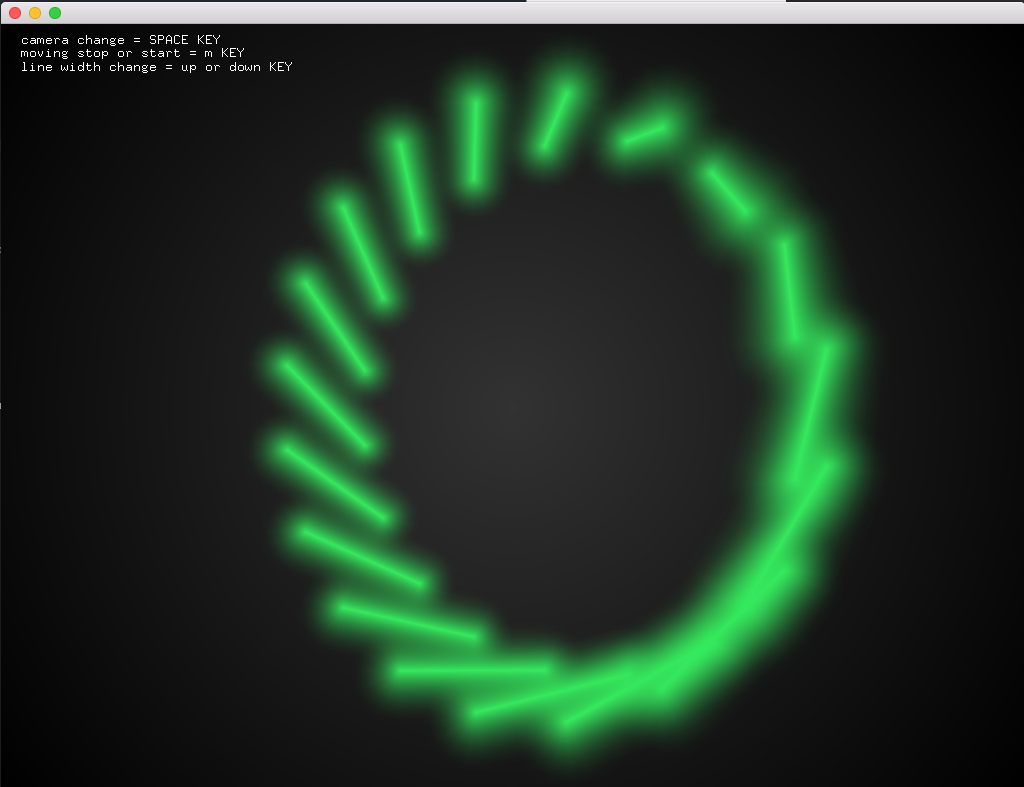 camera change = SPACE KEY
moving stop or start = m KEY
line width change = up or down KEY